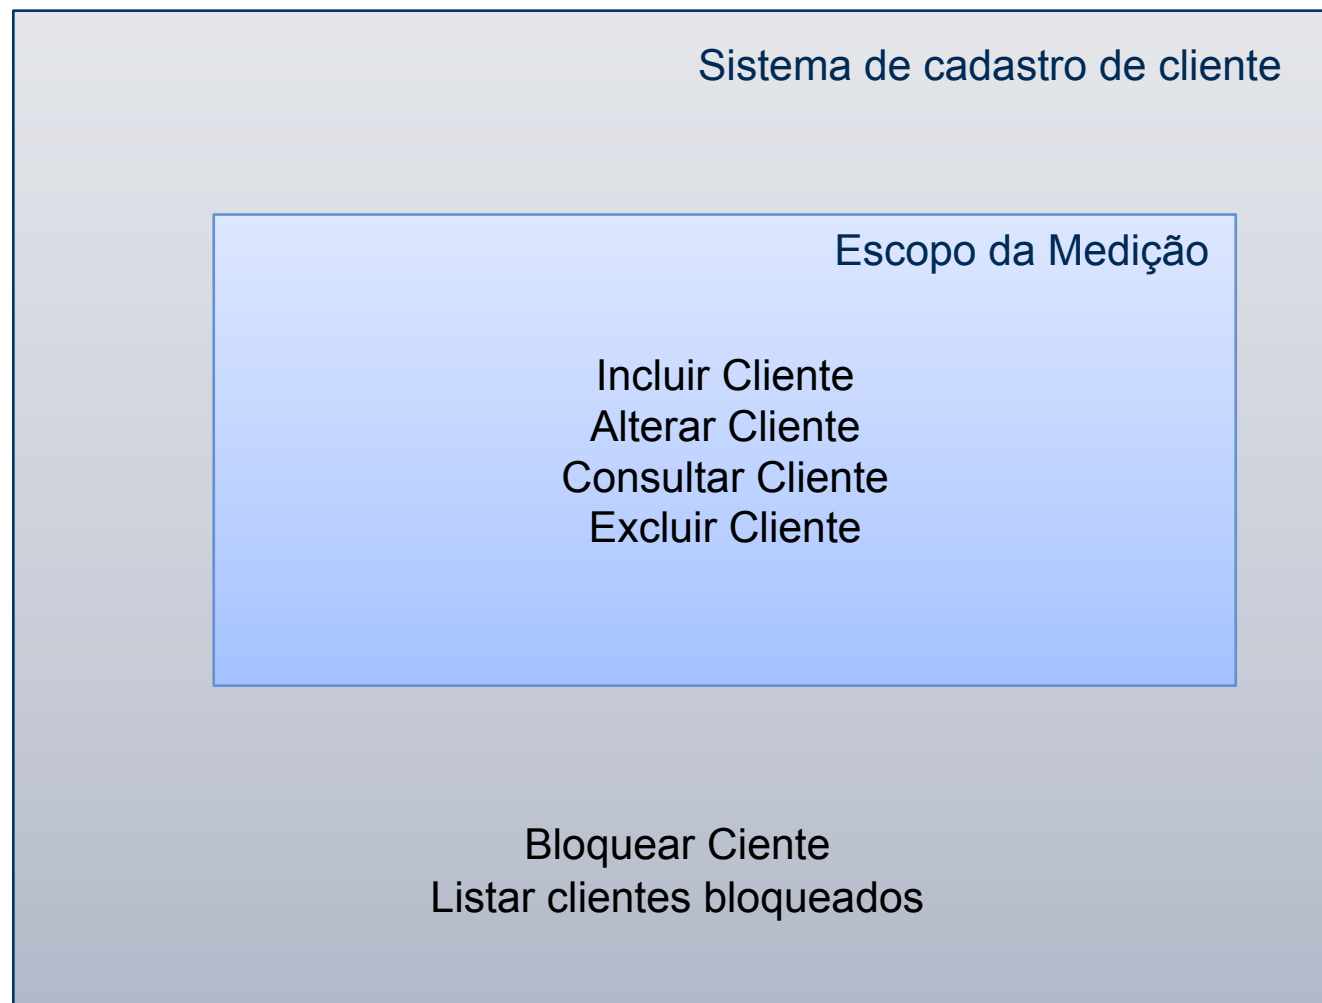 Sistema de cadastro de cliente
Escopo da Medição
Incluir Cliente
Alterar Cliente
Consultar Cliente
Excluir Cliente
Bloquear Ciente
Listar clientes bloqueados